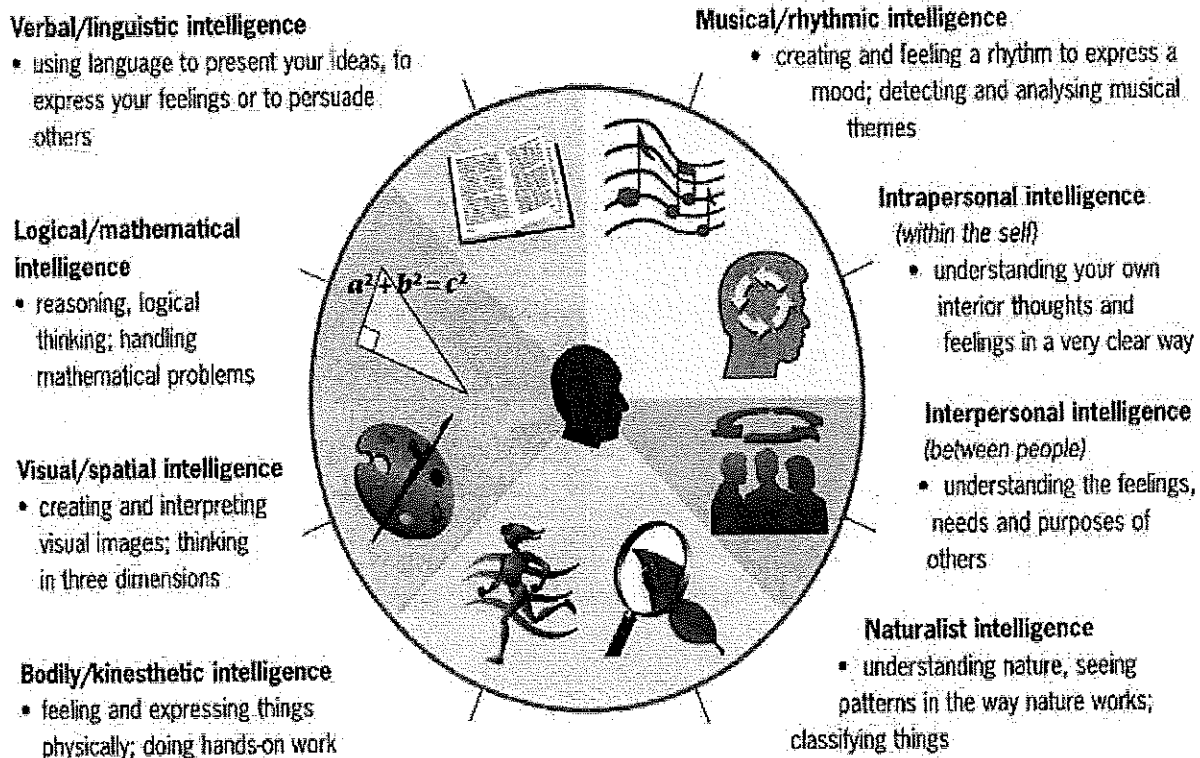 Verbal/linguistic intelligence
• using language to present your ideas, to
express your feelings or to persuade
others
Musical/rhythmic intelligence
• creating and feeling a rhythm to express a
mood; detecting and analysing musical
themes
Logical/mathematical
intelligence
• reasoning, logical
thinking; handling
mathematical problems
a² + b² = c²
Intrapersonal intelligence
(within the self)
• understanding your own
interior thoughts and
feelings in a very clear way
Visual/spatial intelligence
• creating and interpreting
visual images; thinking
in three dimensions
Interpersonal intelligence
(between people)
• understanding the feelings,
needs and purposes of
others
Bodily/kinesthetic intelligence
• feeling and expressing things
physically; doing hands-on work
Naturalist intelligence
• understanding nature, seeing
patterns in the way nature works;
classifying things